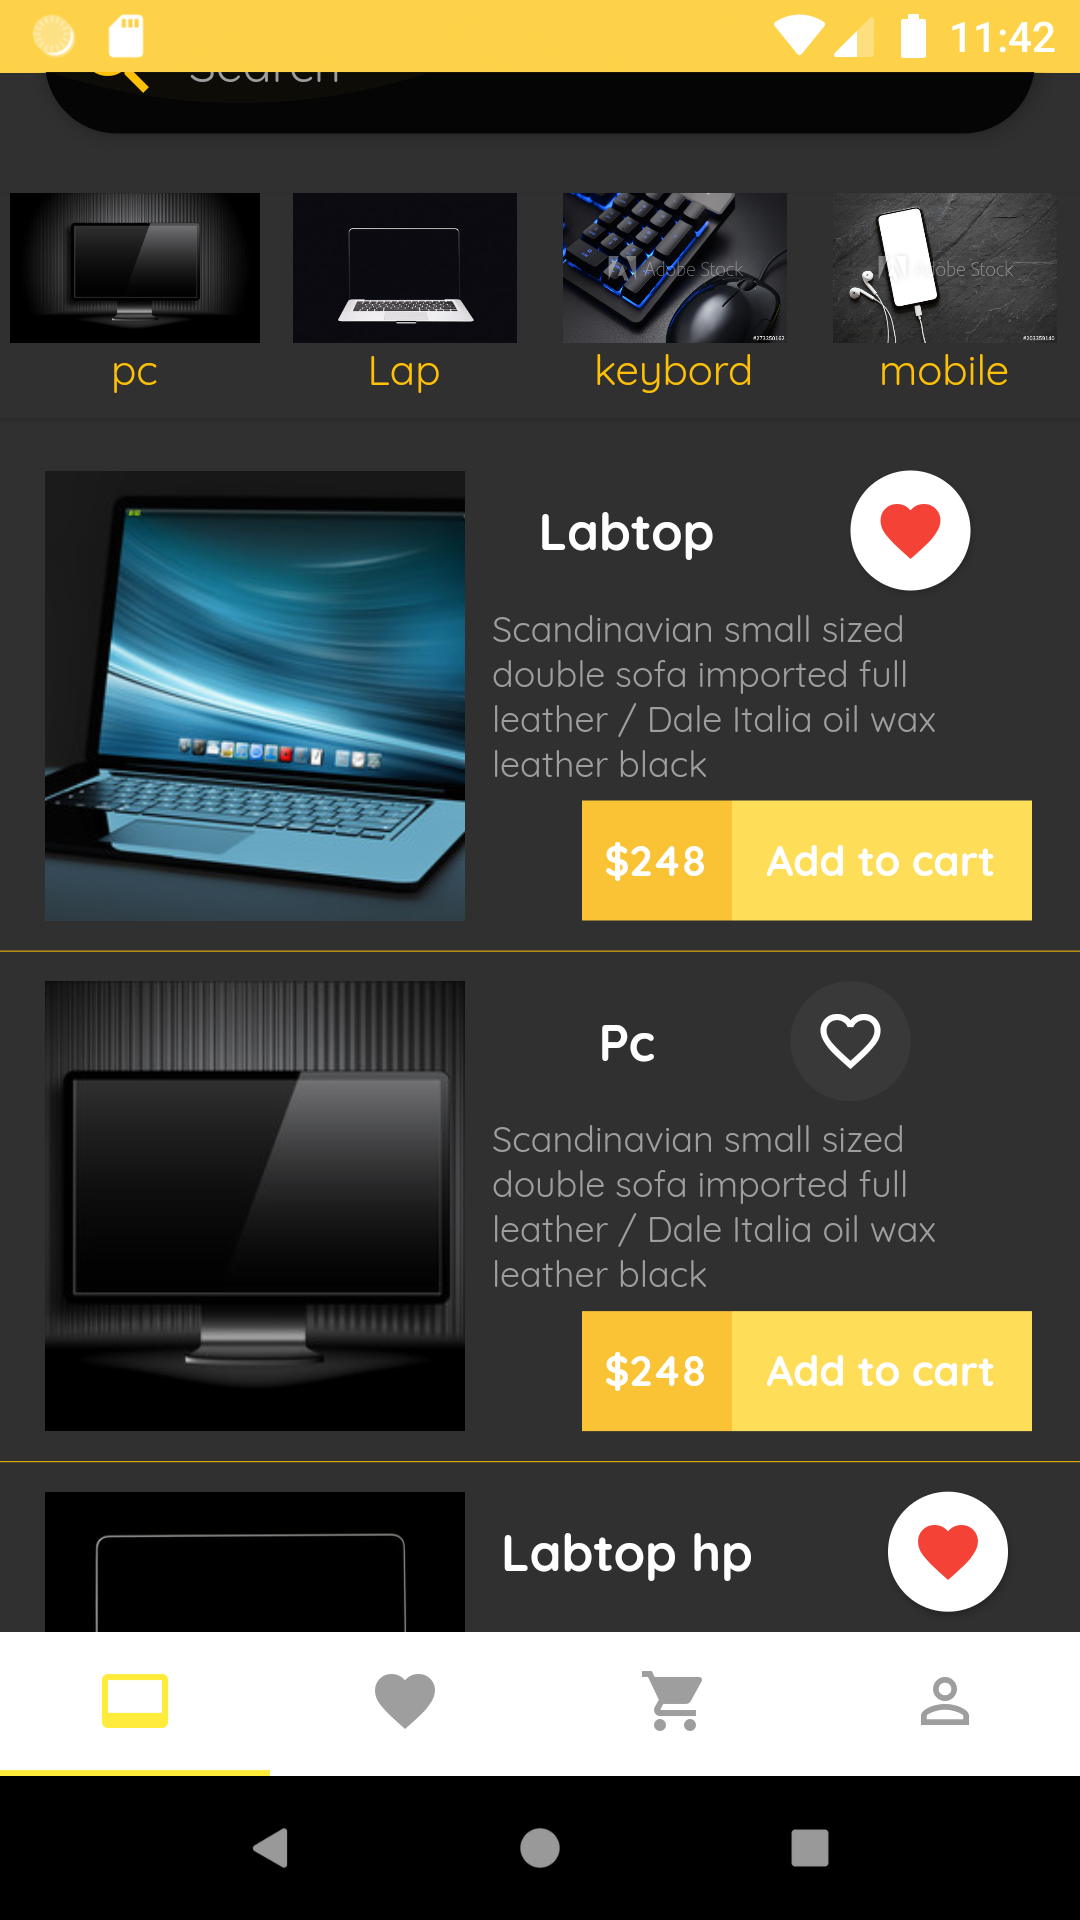 11:42
Search
Adobe Stock
Adobe Stock
#273350162
#203359140
pc
Lap
keybord
mobile
Labtop
Scandinavian small sized
double sofa imported full
leather / Dale Italia oil wax
leather black
$248
Add to cart
Pc
Scandinavian small sized
double sofa imported full
leather / Dale Italia oil wax
leather black
$248
Add to cart
Labtop hp